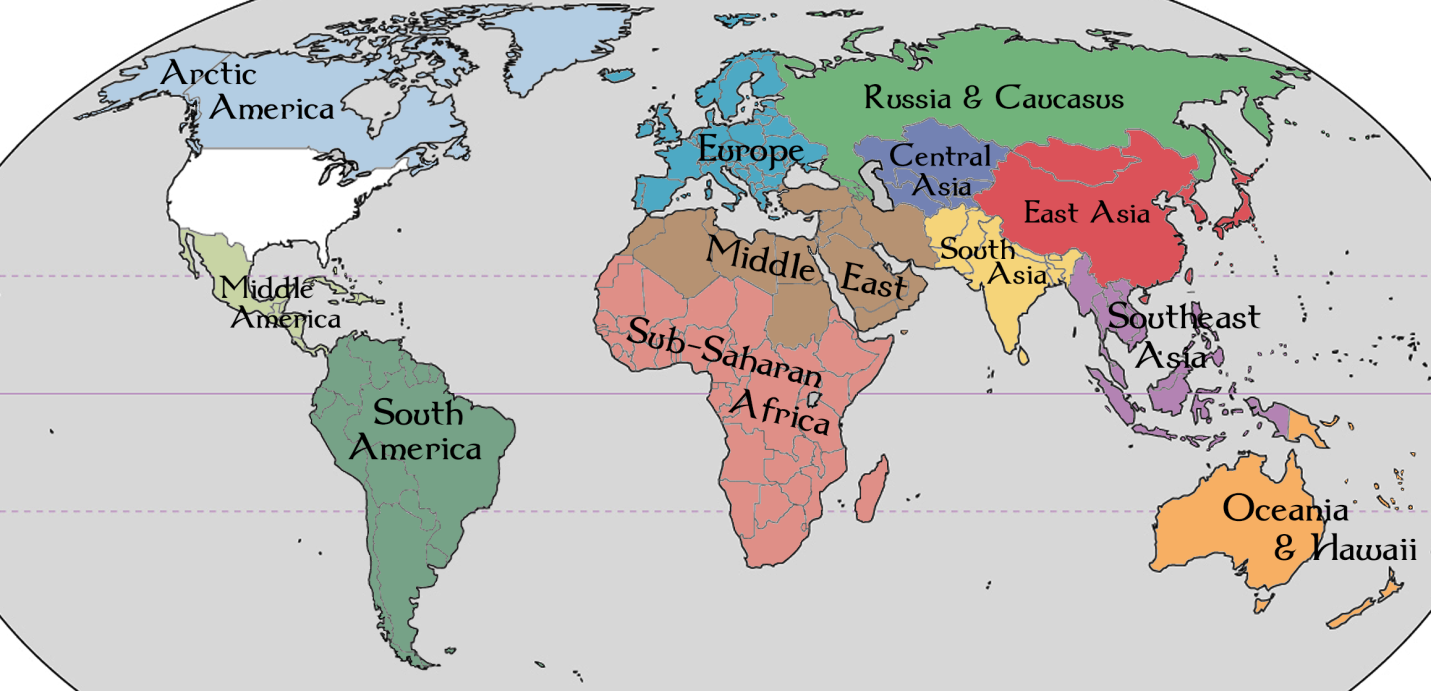 Arctic
America
Russia & Caucasus
Europe
Central
Asia
East Asia
Middle East
South
Asia
Middle
America
Southeast
Asia
Sub-Saharan
Africa
South
America
Oceania
& Hawaii